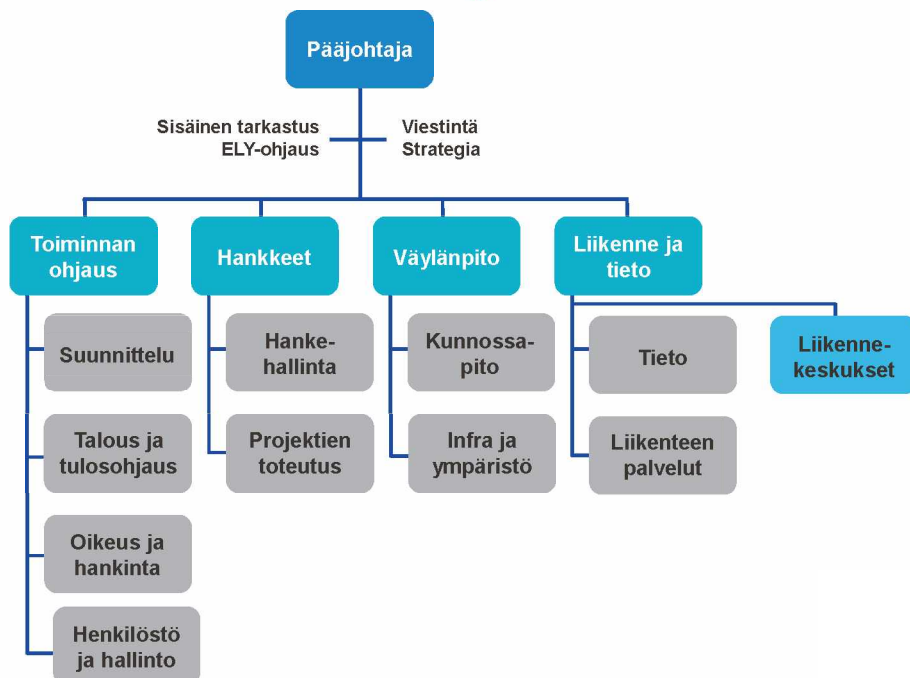 Pääjohtaja
Sisäinen tarkastus
ELY-ohjaus
Viestintä
Strategia
Toiminnan
ohjaus
Hankkeet
Väylänpito
Liikenne ja
tieto
Suunnittelu
Talous ja
tulosohjaus
Oikeus ja
hankinta
Henkilöstö
ja hallinto
Hanke-
hallinta
Projektien
toteutus
Kunnossa-
pito
Infra ja
ympäristö
Tieto
Liikenteen
palvelut
Liikenne-
keskukset